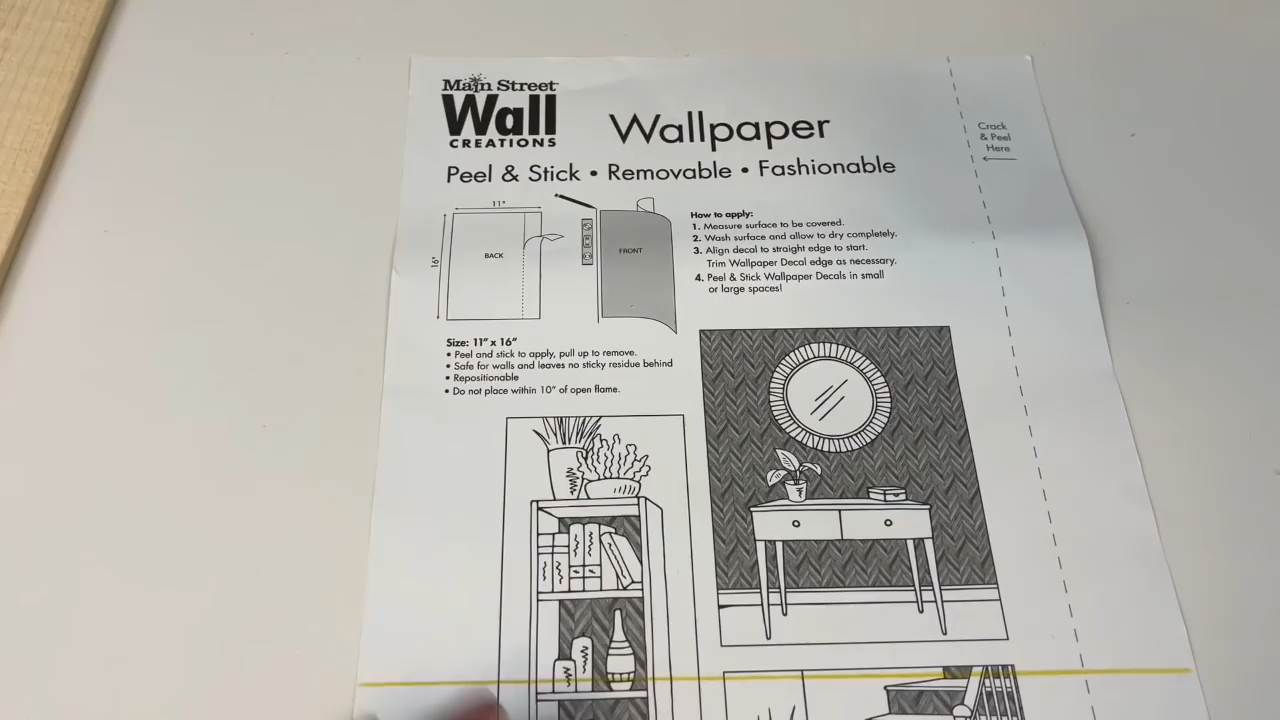 Main Street
Wall
CREATIONS
Wallpaper
Peel & Stick • Removable • Fashionable
Crack
& Peel
Here
11"
16"
BACK
FRONT
How to apply:
1. Measure surface to be covered.
2. Wash surface and allow to dry completely.
3. Align decal to straight edge to start.
Trim Wallpaper Decal edge as necessary.
4. Peel & Stick Wallpaper Decals in small
or large spaces!
Size: 11" x 16"
• Peel and stick to apply, pull up to remove.
• Safe for walls and leaves no sticky residue behind
• Repositionable
• Do not place within 10" of open flame.